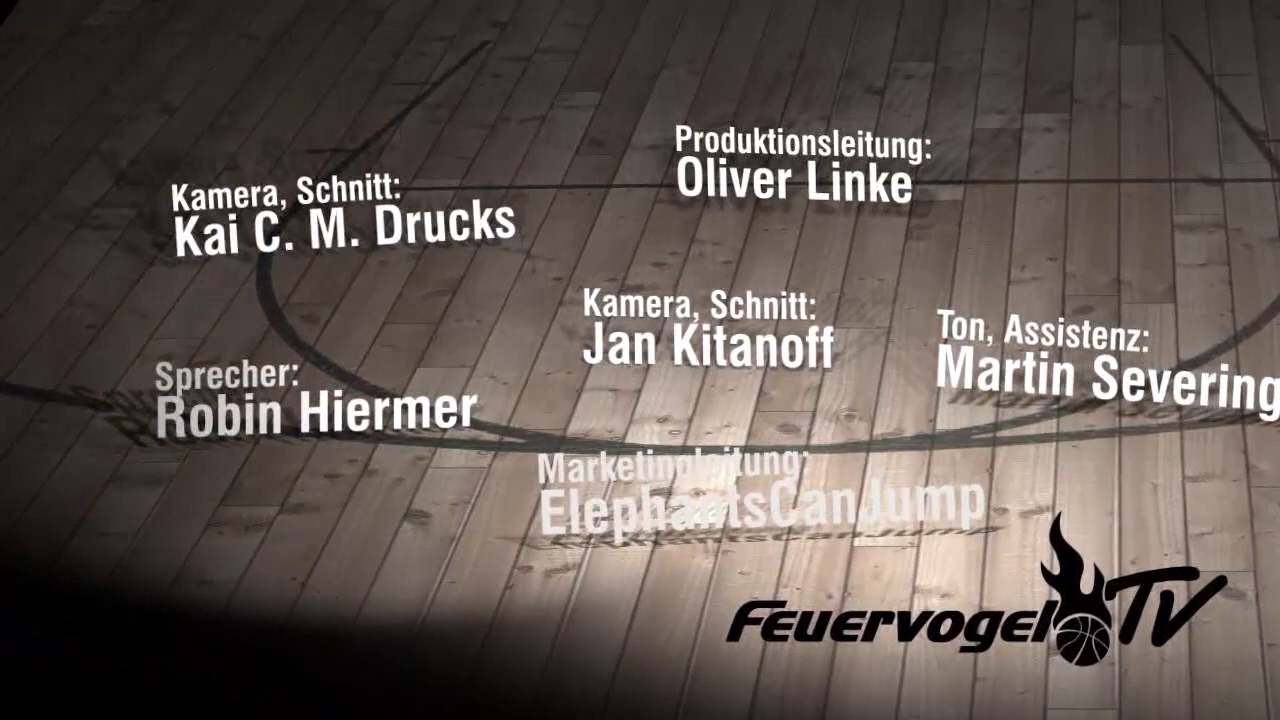 Produktionsleitung:
Oliver Linke
Kamera, Schnitt:
Kai C. M. Drucks
Kamera, Schnitt:
Jan Kitanoff
Ton, Assistenz:
Martin Severing
Sprecher:
Robin Hiermer
Marketingleitung:
ElephantsCanJump
Feuervogel TV